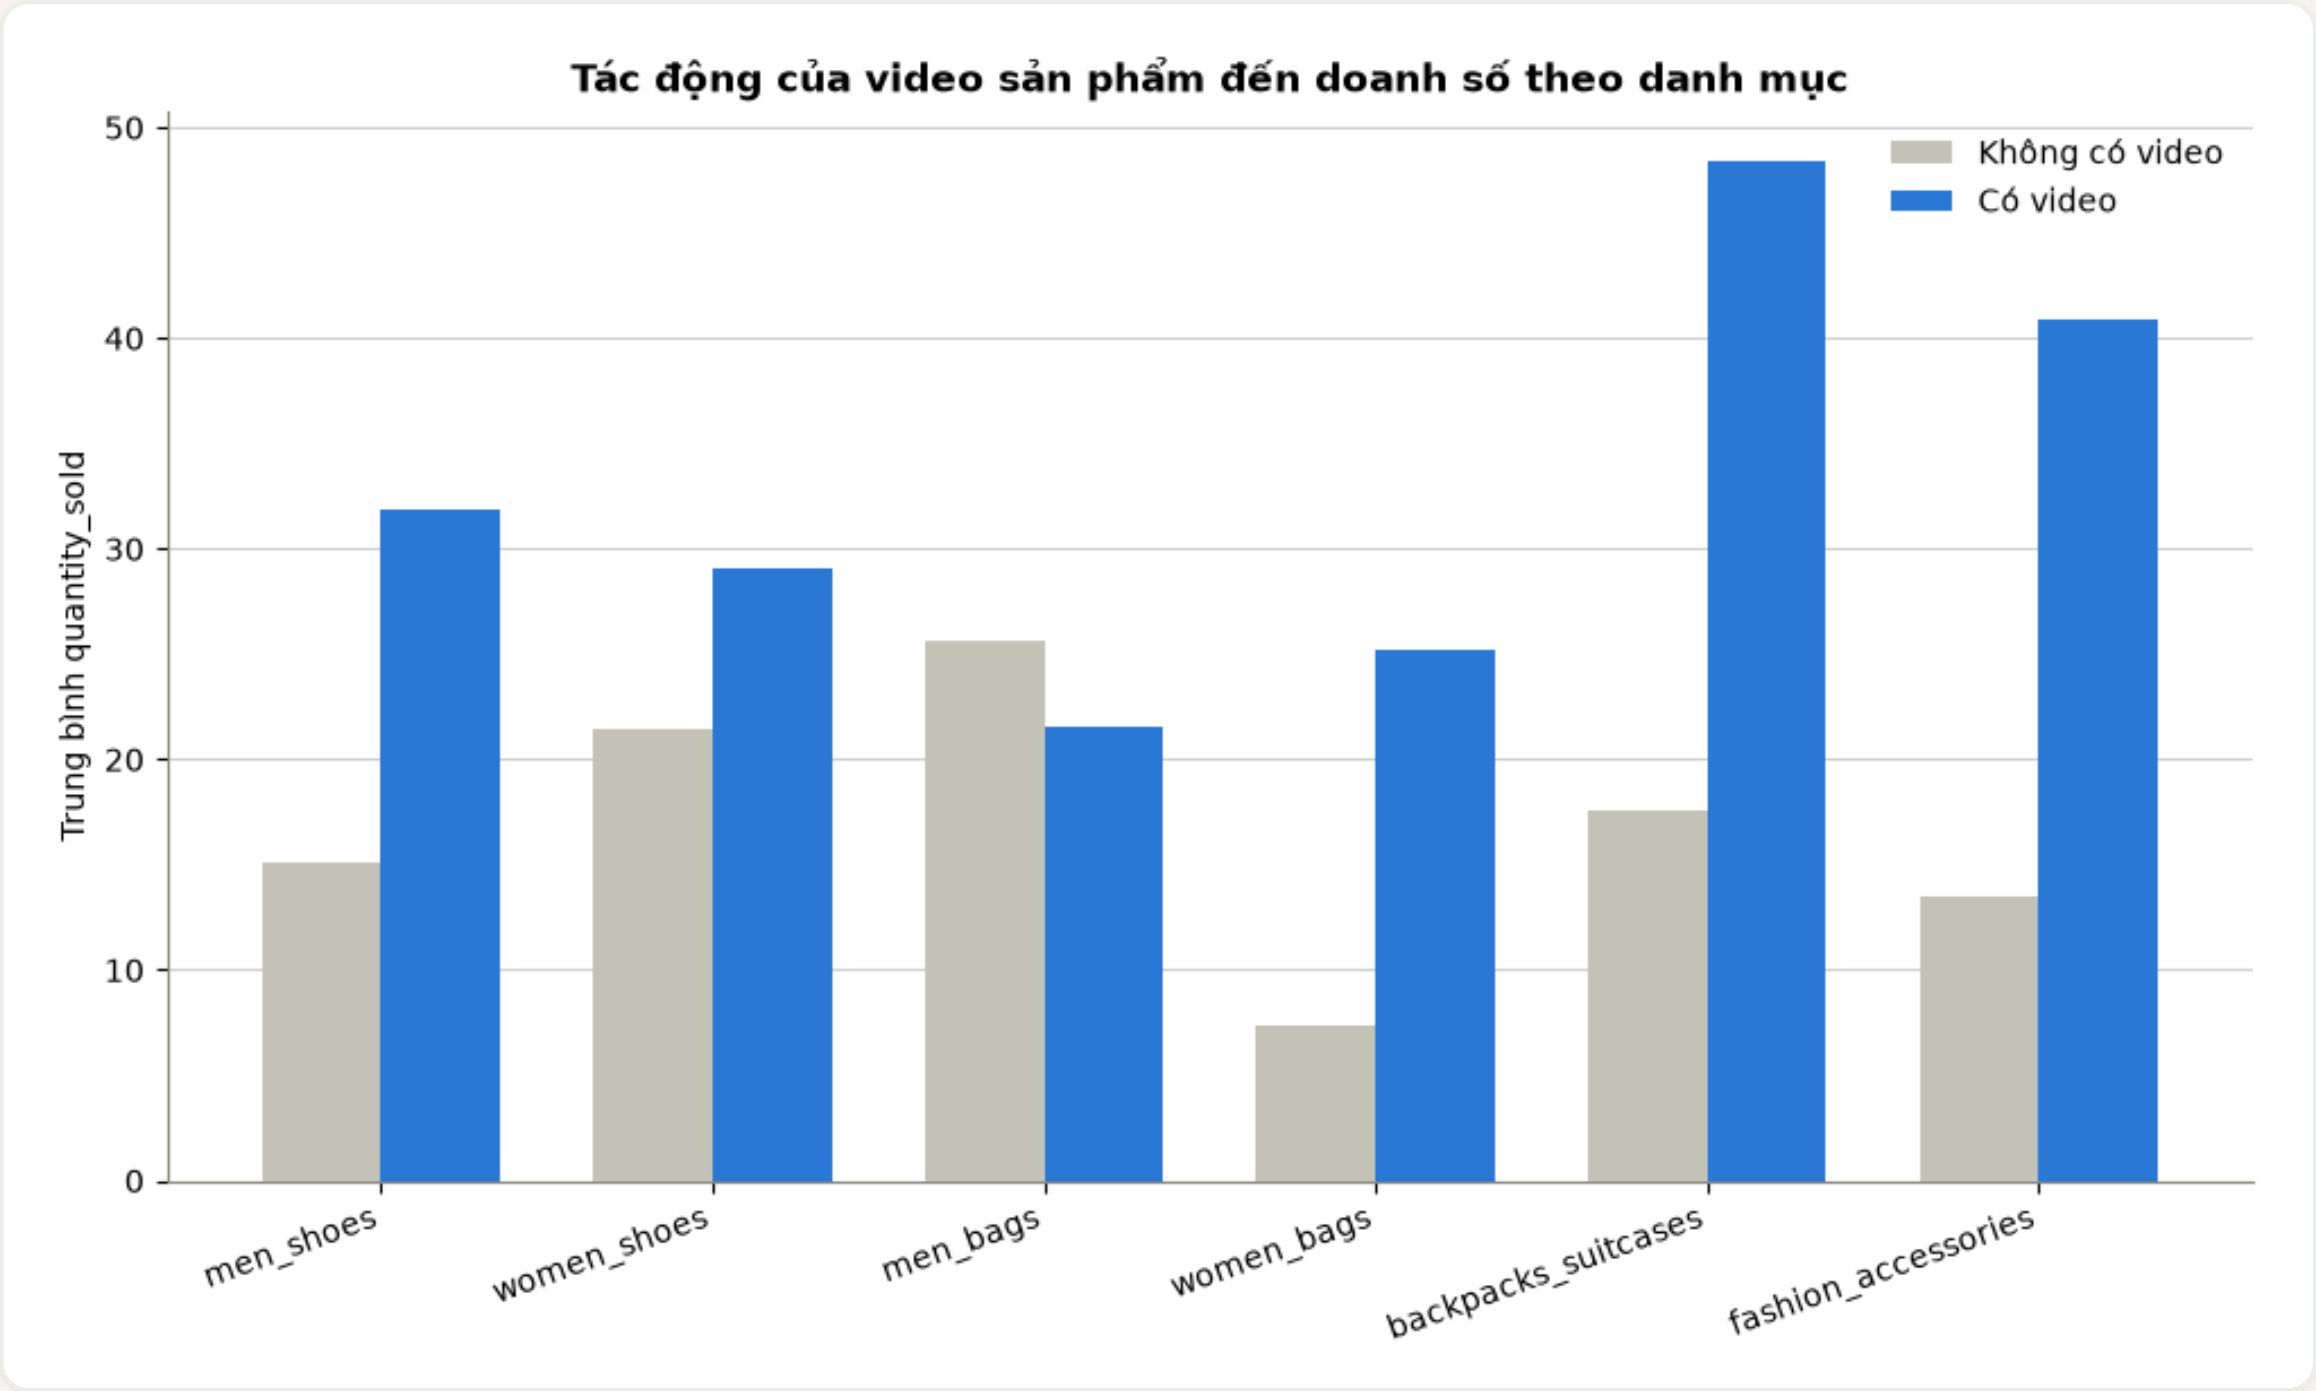 Tác động của video sản phẩm đến doanh số theo danh mục
Không có video
Có video
Trung bình quantity_sold
50
40
30
20
10
0
men_shoes
women_shoes
men_bags
women_bags
backpacks_suitcases
fashion_accessories